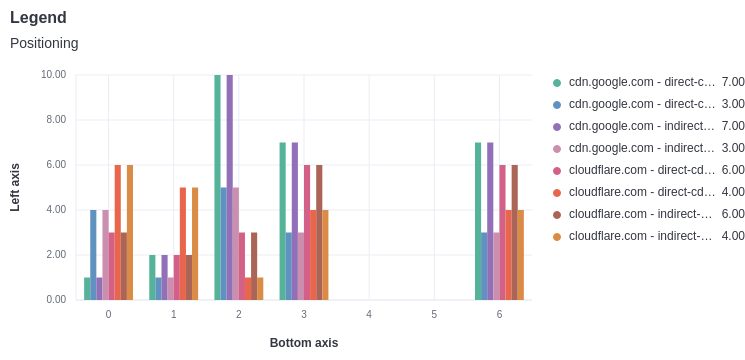 Legend
Positioning
10.00
8.00
6.00
4.00
2.00
0.00
Left axis
0 1 2 3 4 5 6
Bottom axis
cdn.google.com - direct-c… 7.00
cdn.google.com - direct-c… 3.00
cdn.google.com - indirect… 7.00
cdn.google.com - indirect… 3.00
cloudflare.com - direct-cd… 6.00
cloudflare.com - direct-cd… 4.00
cloudflare.com - indirect-… 6.00
cloudflare.com - indirect-… 4.00